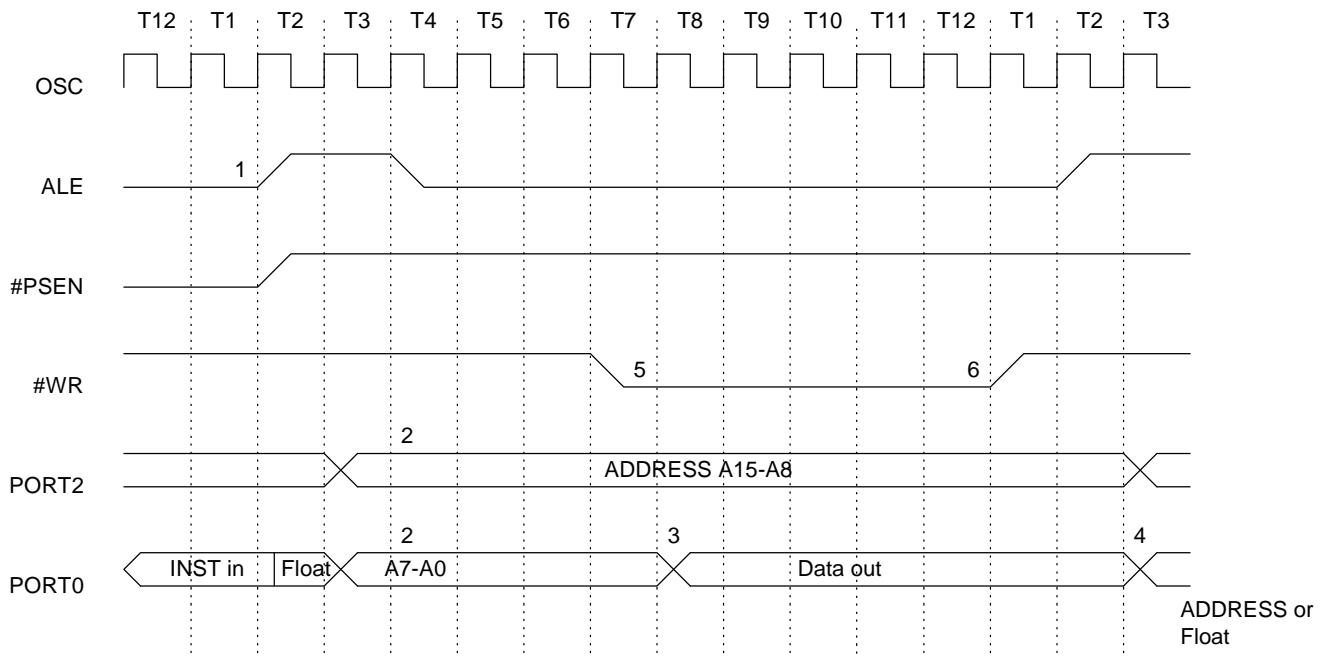 T12 T1 T2 T3 T4 T5 T6 T7 T8 T9 T10 T11 T12 T1 T2 T3
OSC
1
ALE
#PSEN
5 6
#WR
2
ADDRESS A15-A8
PORT2
2 3 4
INST in Float A7-A0 Data out
PORT0
ADDRESS or
Float